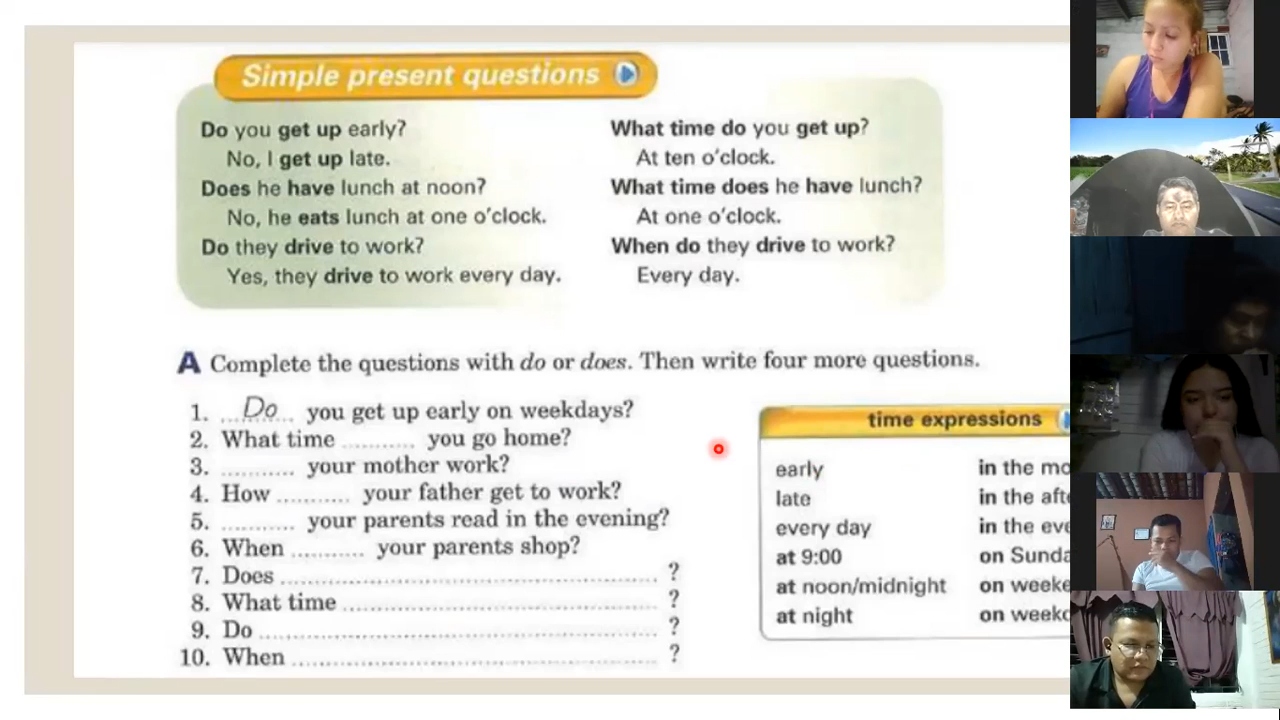 Simple present questions
Do you get up early?
No, I get up late.
Does he have lunch at noon?
No, he eats lunch at one o'clock.
Do they drive to work?
Yes, they drive to work every day.
What time do you get up?
At ten o'clock.
What time does he have lunch?
At one o'clock.
When do they drive to work?
Every day.
A Complete the questions with do or does. Then write four more questions.
1. ....Do.... you get up early on weekdays?
2. What time .......... you go home?
3. .......... your mother work?
4. How .......... your father get to work?
5. .......... your parents read in the evening?
6. When .......... your parents shop?
7. Does .......... ?
8. What time .......... ?
9. Do .......... ?
10. When .......... ?
time expressions
early
late
every day
at 9:00
at noon/midnight
at night
in the
in the
in the
on
on
on